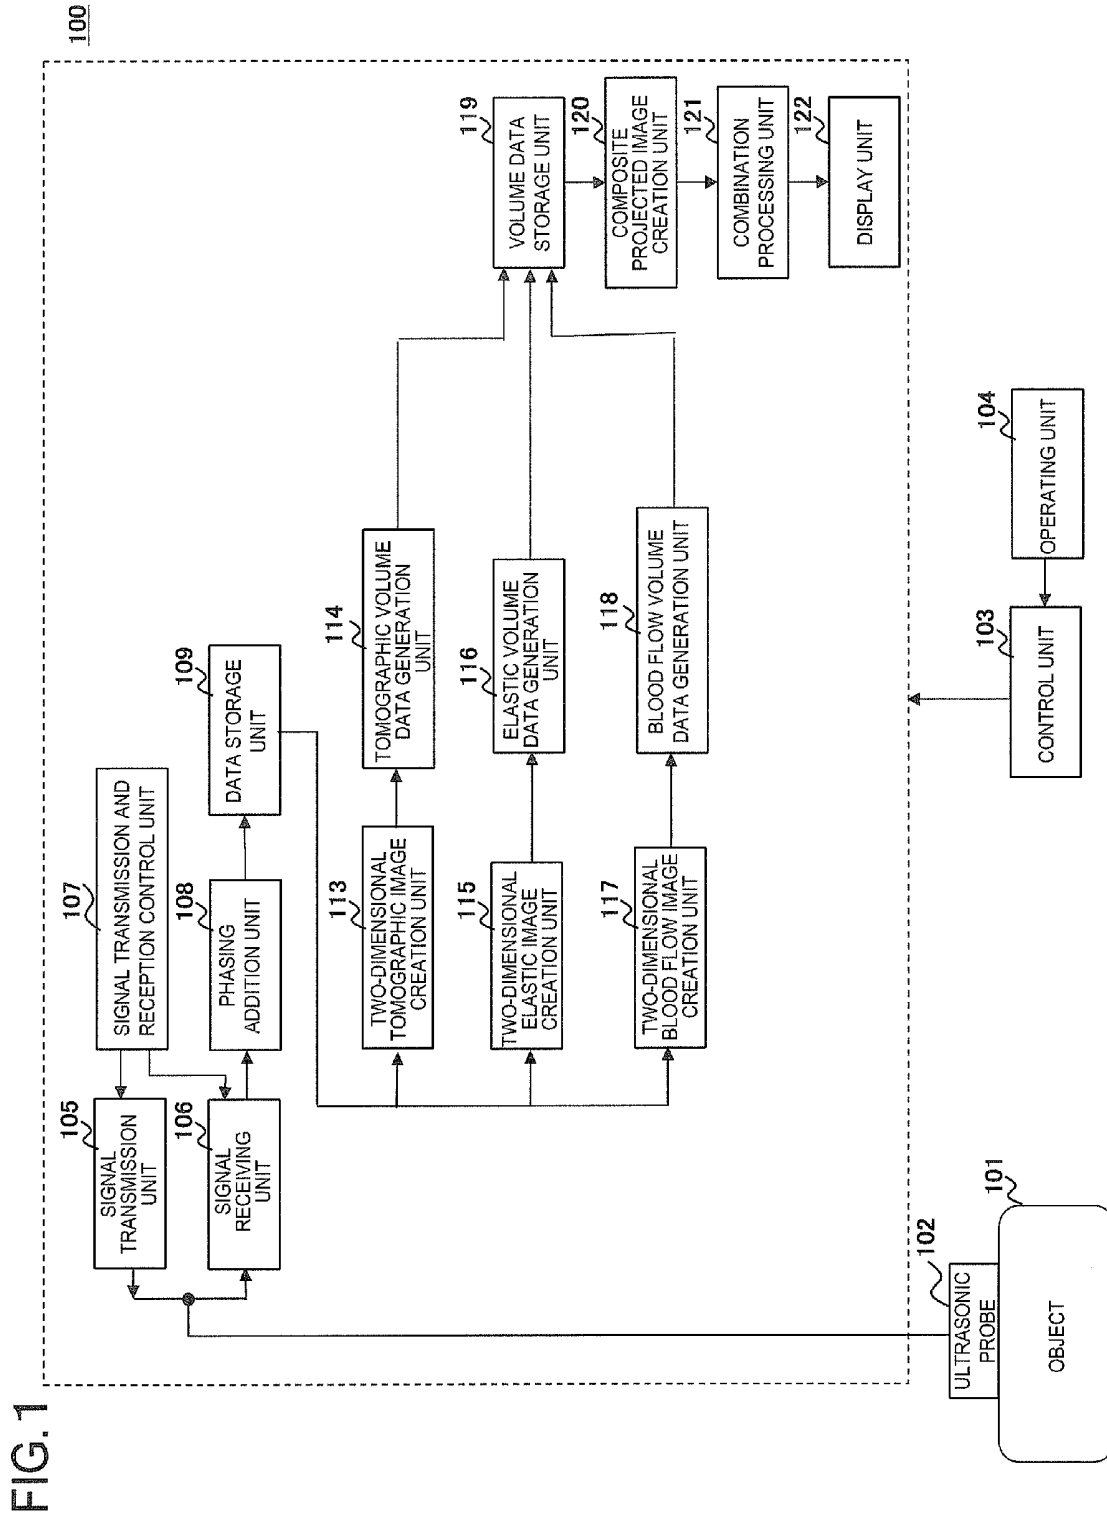 FIG. 1
100
OBJECT
101
ULTRASONIC
PROBE
102
SIGNAL
TRANSMISSION
UNIT
105
SIGNAL
RECEIVING
UNIT
106
SIGNAL TRANSMISSION AND
RECEPTION CONTROL UNIT
107
PHASING
ADDITION UNIT
108
DATA STORAGE
UNIT
109
TWO-DIMENSIONAL
TOMOGRAPHIC IMAGE
CREATION UNIT
113
TOMOGRAPHIC VOLUME
DATA GENERATION
UNIT
114
TWO-DIMENSIONAL
ELASTIC IMAGE
CREATION UNIT
115
ELASTIC VOLUME
DATA GENERATION
UNIT
116
TWO-DIMENSIONAL
BLOOD FLOW IMAGE
CREATION UNIT
117
BLOOD FLOW VOLUME
DATA GENERATION UNIT
118
VOLUME DATA
STORAGE UNIT
119
COMPOSITE
PROJECTED IMAGE
CREATION UNIT
120
COMBINATION
PROCESSING UNIT
121
DISPLAY UNIT
122
CONTROL UNIT
103
OPERATING UNIT
104